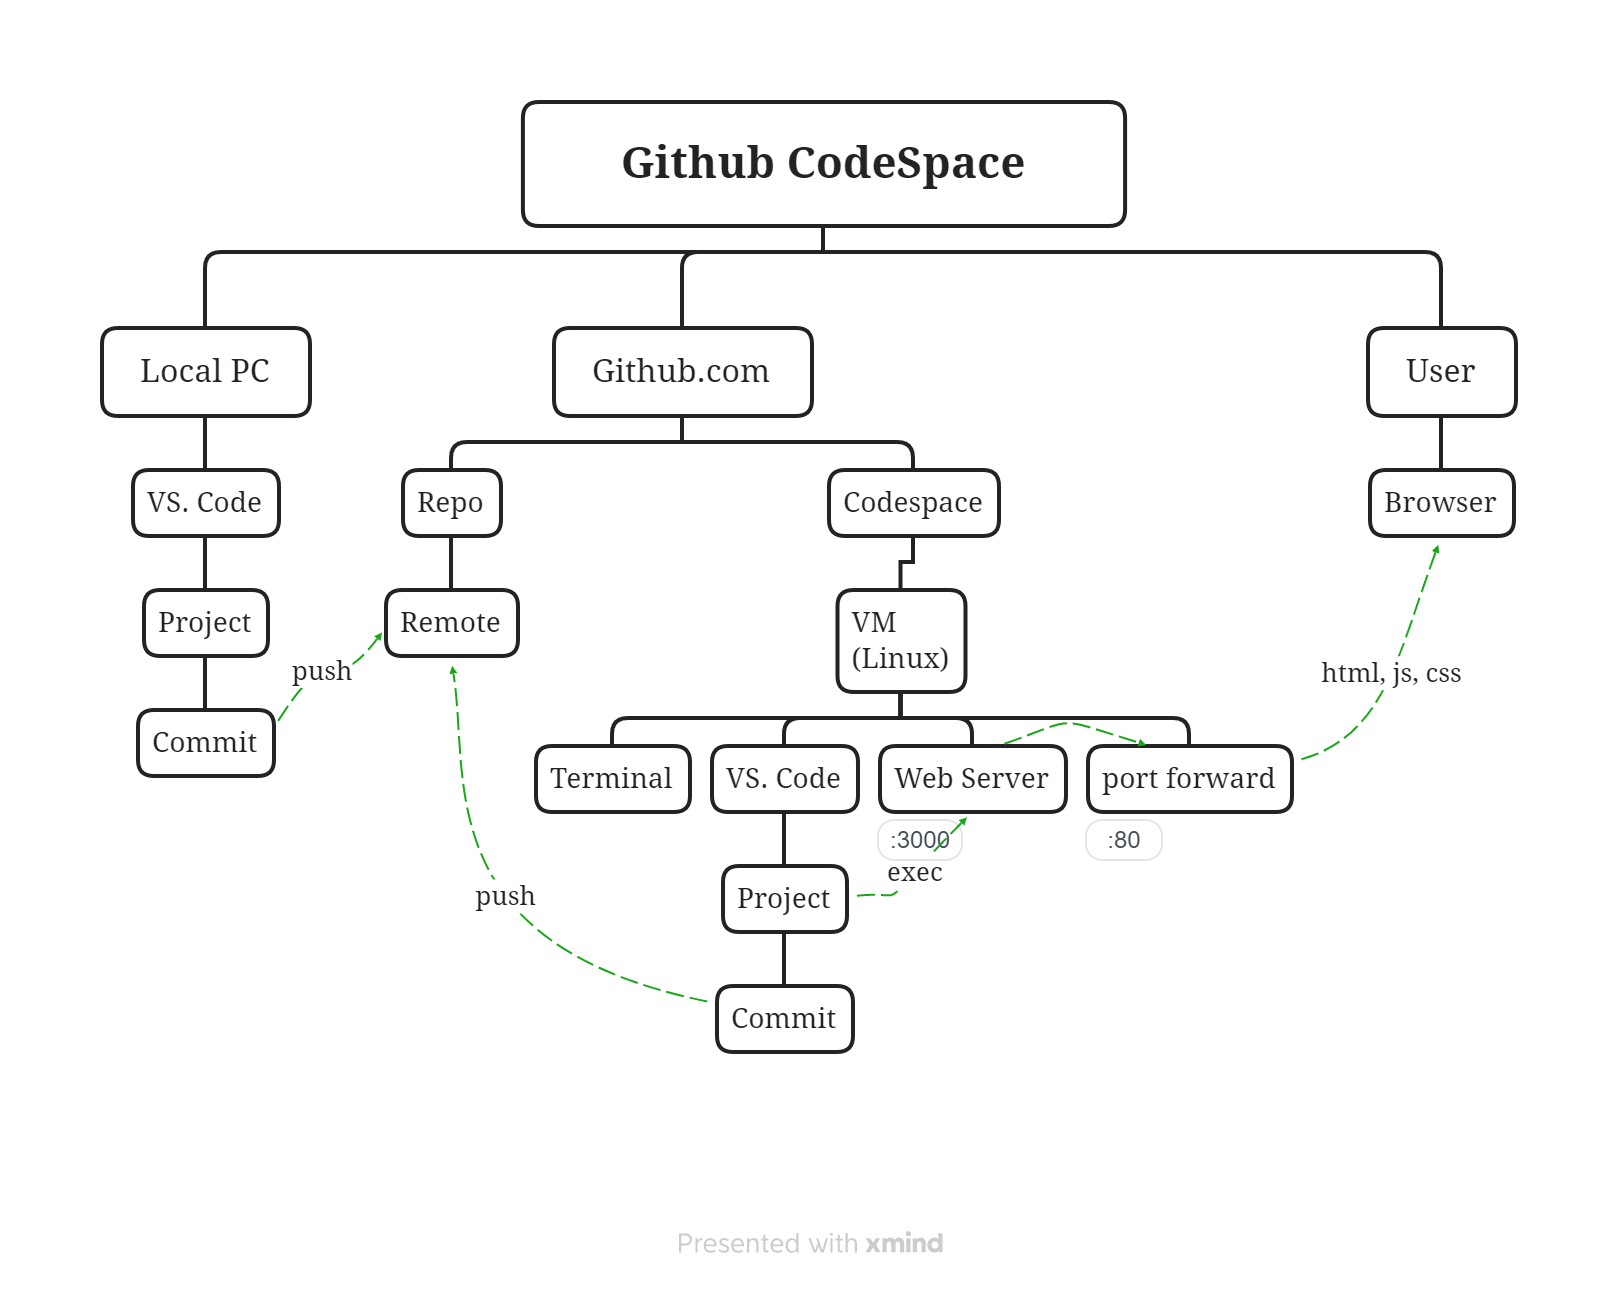 Github CodeSpace
Local PC
Github.com
User
VS. Code
Repo
Codespace
Browser
Project
Remote
VM
(Linux)
push
html, js, css
Commit
Terminal
VS. Code
Web Server
port forward
:3000
:80
exec
Project
push
Commit
Presented with xmind